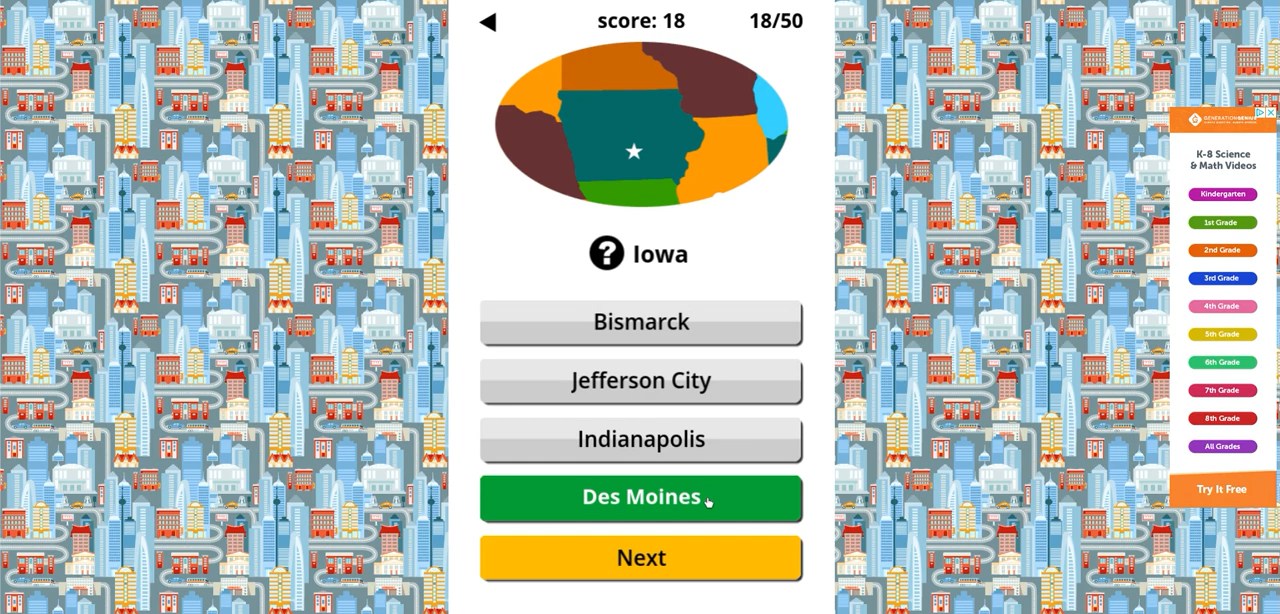 score: 18
18/50
? Iowa
Bismarck
Jefferson City
Indianapolis
Des Moines
Next
K-8 Science
& Math Videos
Kindergarten
1st Grade
2nd Grade
3rd Grade
4th Grade
5th Grade
6th Grade
7th Grade
8th Grade
All Grades
Try It Free